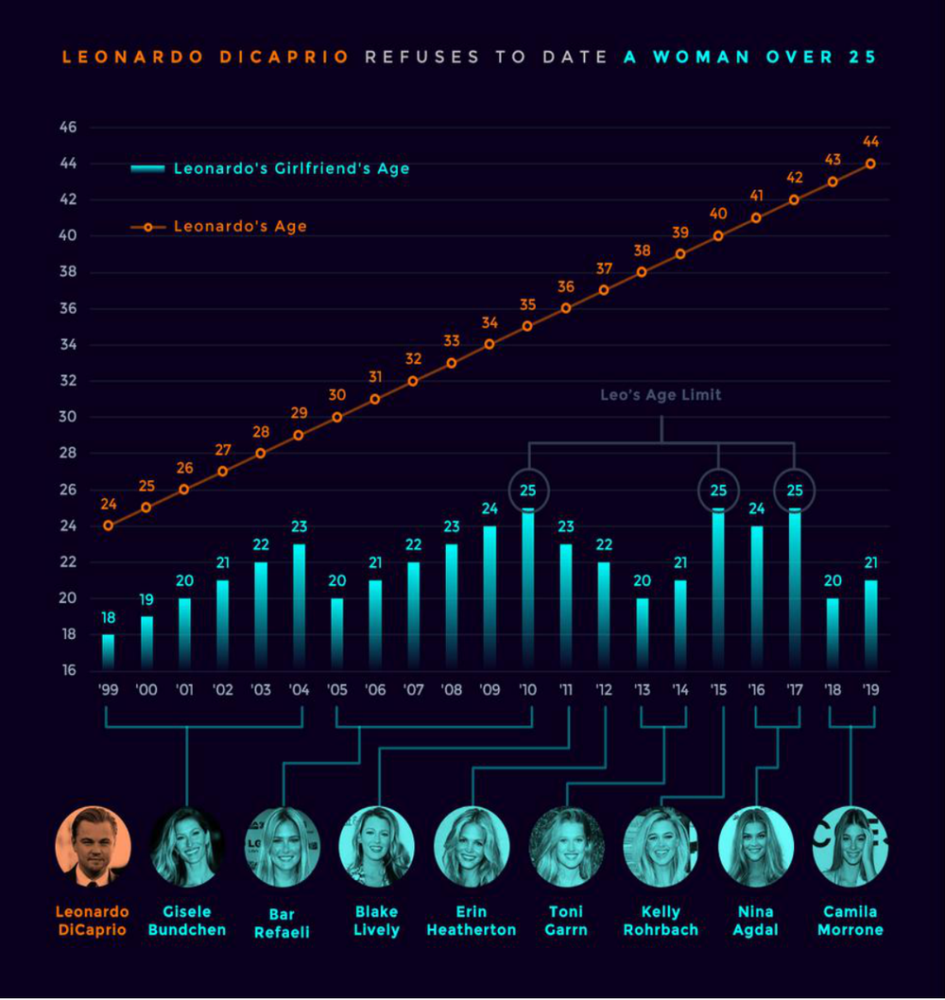 LEONARDO DICAPRIO REFUSES TO DATE A WOMAN OVER 25
46
44
42
40
38
36
34
32
30
28
26
24
22
20
18
16
Leonardo's Girlfriend's Age
Leonardo's Age
24 25 26 27 28 29 30 31 32 33 34 35 36 37 38 39 40 41 42 43 44
Leo's Age Limit
18 19 20 21 22 23 20 21 22 23 24 25 23 22 20 21 25 24 25 20 21
'99 '00 '01 '02 '03 '04 '05 '06 '07 '08 '09 '10 '11 '12 '13 '14 '15 '16 '17 '18 '19
Leonardo
DiCaprio
Gisele
Bundchen
Bar
Refaeli
Blake
Lively
Erin
Heatherton
Toni
Garrn
Kelly
Rohrbach
Nina
Agdal
Camila
Morrone